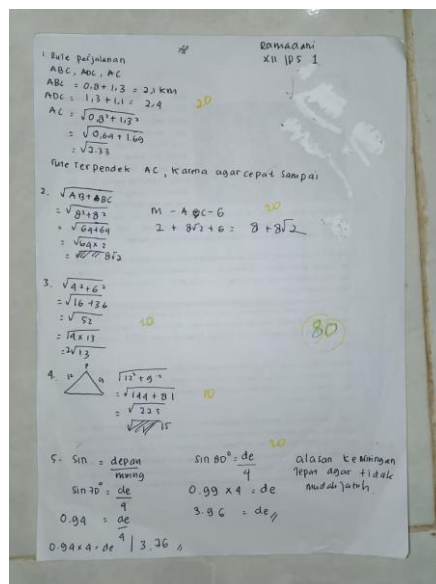 Ramadani
XII IPS 1
1. Rute perjalanan
ABC, ADC, AC
ABC = 0,8 + 1,3 = 2,1 km
ADC = 1,3 + 1,1 = 2,4
20
AC = √0,8² + 1,3²
= √0,64 + 1.69
= √2.33
rute Terpendek AC, karna agar cepat sampai
2. √AB + BC
= √8² + 8²
= √64 + 64
= √64 × 2
= 8√2
20
M - A C - G
2 + 8√2 + 6 = 8 + 8√2
3. √4² + 6²
= √16 + 36
= √52
= √4 × 13
= 2√13
10
80
4. 12 9
√12² + 9²
= √144 + 81
= √225
15
10
20
5. Sin = depan
miring
Sin 70° = de
4
0.94 = de
4
0.94 × 4 = de | 3.76
Sin 80° = de
4
0.99 × 4 = de
3.96 = de
alasan kemiringan
tepat agar tidak
mudah jatuh